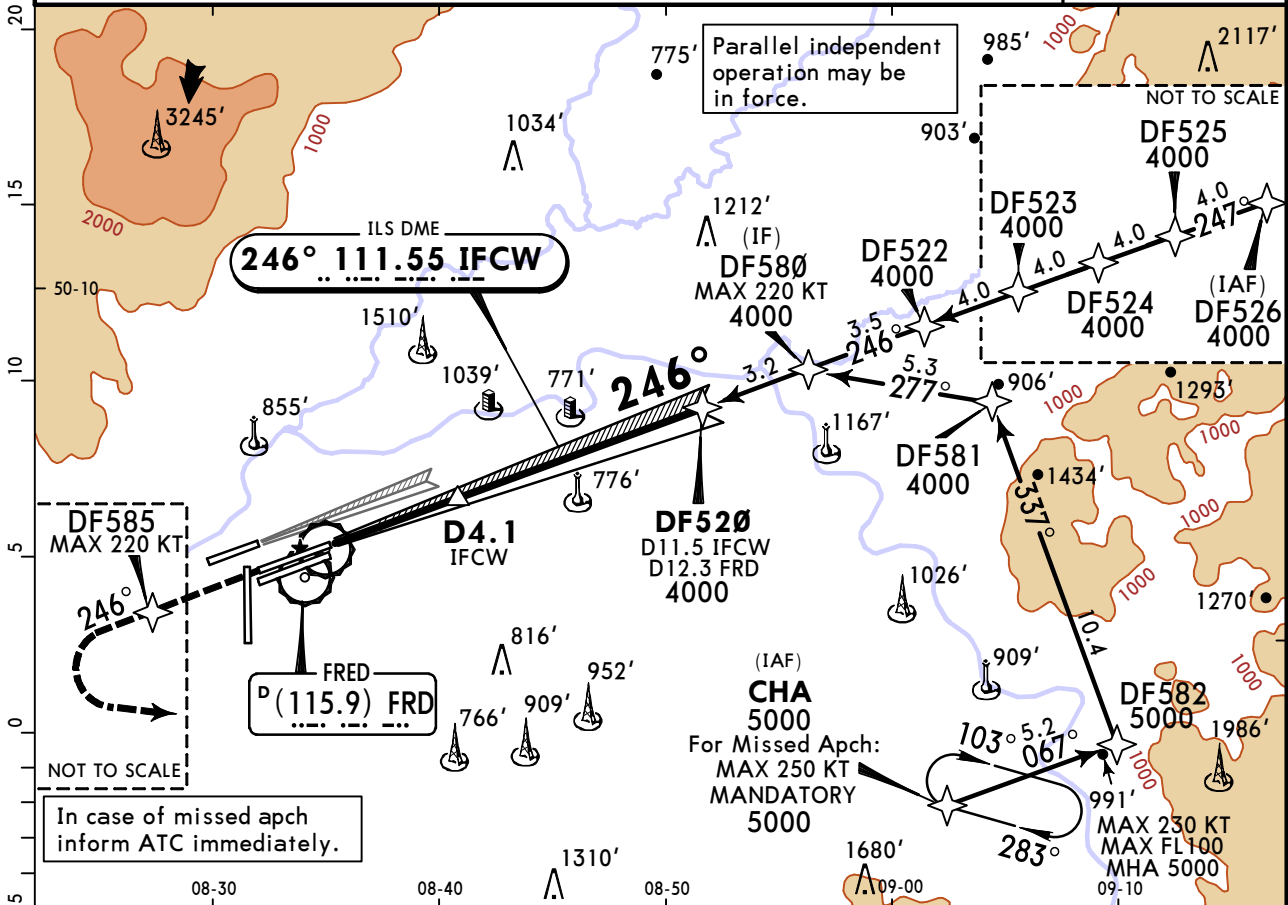 20
775'
Parallel independent
operation may be
in force.
985'
1000
2117'
NOT TO SCALE
3245'
1000
1034'
903'
DF525
4000
15
2000
ILS DME
246° 111.55 IFCW
1212'
(IF)
DF580
MAX 220 KT
4000
DF522
4000
DF523
4000
4.0
247°
4.0
4.0
4.0
DF524
4000
(IAF)
DF526
4000
50-10
1510'
3.5
246°
10
1039'
771'
246°
3.2
5.3
277°
906'
1293'
1000
1000
855'
1167'
DF581
4000
776'
1434'
337°
DF585
MAX 220 KT
D4.1
IFCW
DF520
D11.5 IFCW
D12.3 FRD
4000
1000
5
246°
1026'
1000
1270'
10.4
816'
FRED
D (115.9) FRD
952'
909'
766'
(IAF)
CHA
5000
For Missed Apch:
MAX 250 KT
MANDATORY
5000
909'
1000
DF582
5000
0
103°
5.2
067°
1986'
NOT TO SCALE
1000
283°
991'
MAX 230 KT
MAX FL100
MHA 5000
In case of missed apch
inform ATC immediately.
1310'
1680'
5
08-30
08-40
08-50
09-00
09-10